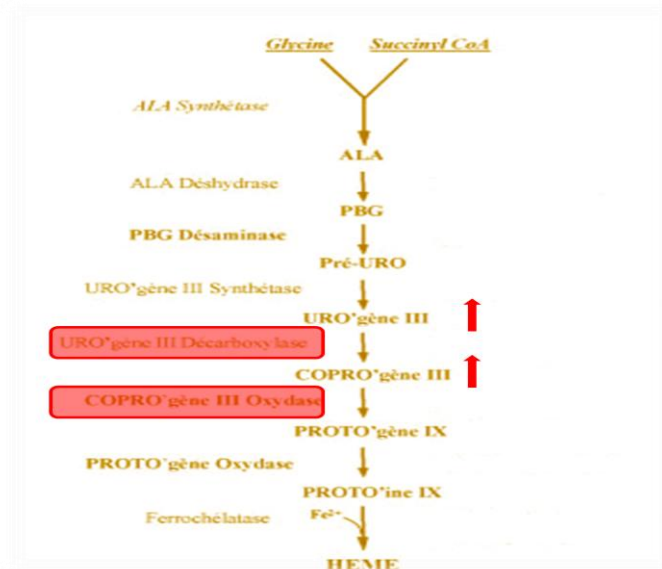 Glycine Succinyl CoA
ALA Synthétase
ALA
ALA Déshydrase
PBG
PBG Désaminase
Pré-URO
URO'gène III Synthétase
URO'gène III
URO'gène III Décarboxylase
COPRO'gène III
COPRO'gène III Oxydase
PROTO'gène IX
PROTO'gène Oxydase
PROTO'ine IX
Ferrochélatase
Fe²⁺
HEME